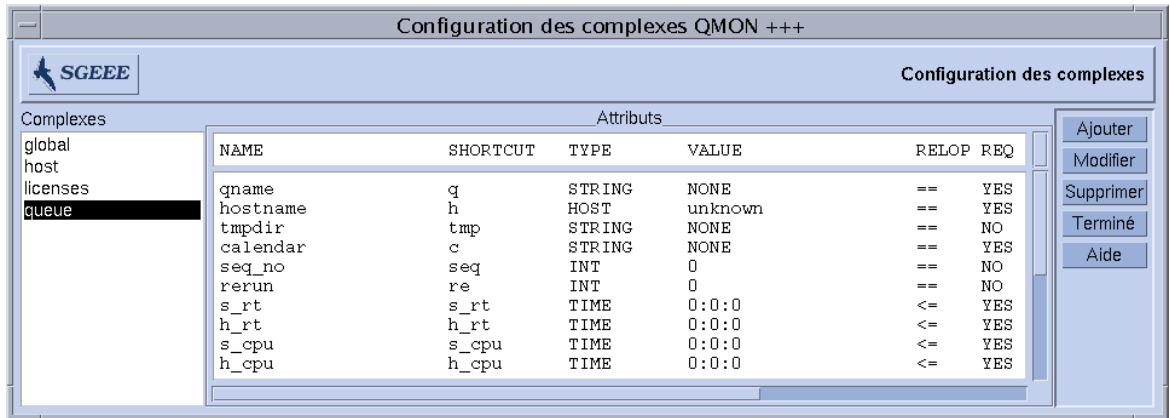 Configuration des complexes QMON +++
SGEEE
Configuration des complexes
Complexes
global
host
licenses
queue
Attributs
NAME SHORTCUT TYPE VALUE RELOP REQ
qname q STRING NONE == YES
hostname h HOST unknown == YES
tmpdir tmp STRING NONE == NO
calendar c STRING NONE == YES
seq_no seq INT 0 == NO
rerun re INT 0 == NO
s_rt s_rt TIME 0:0:0 <= YES
h_rt h_rt TIME 0:0:0 <= YES
s_cpu s_cpu TIME 0:0:0 <= YES
h_cpu h_cpu TIME 0:0:0 <= YES
Ajouter
Modifier
Supprimer
Terminé
Aide